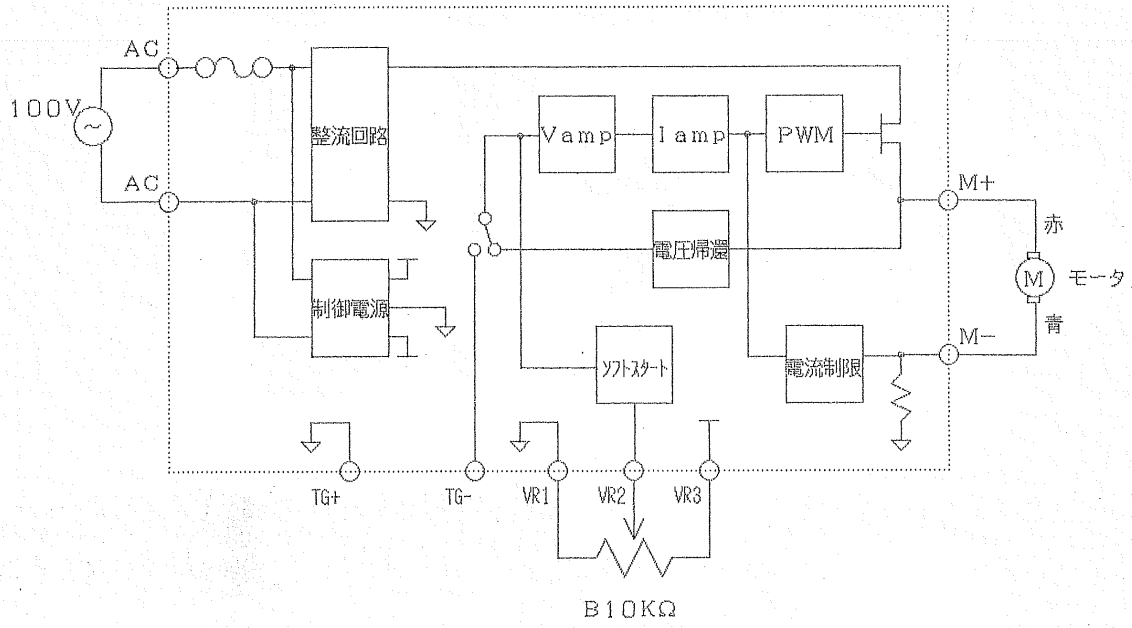 AC
100V
~
AC
整流回路
Vamp
Iamp
PWM
M+
赤
電圧帰還
M
モータ
制御電源
青
M-
ソフトスタート
電流制限
TG+
TG-
VR1
VR2
VR3
B10KΩ